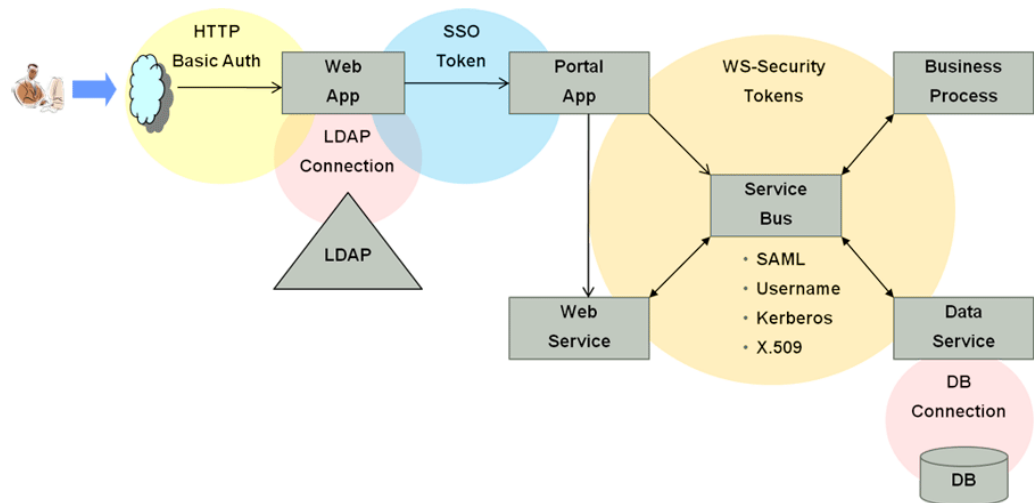 HTTP
Basic Auth
Web
App
SSO
Token
Portal
App
WS-Security
Tokens
Business
Process
LDAP
Connection
LDAP
Service
Bus
• SAML
• Username
• Kerberos
• X.509
Web
Service
Data
Service
DB
Connection
DB